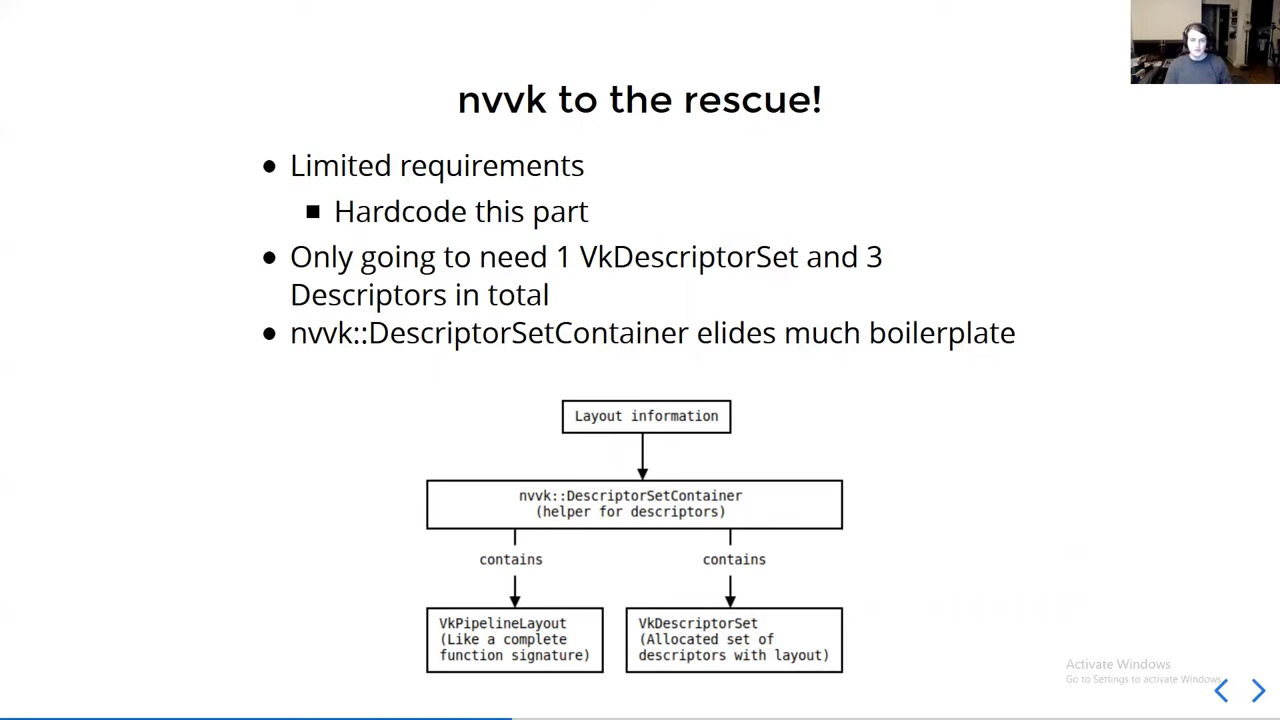 nvvk to the rescue!
Limited requirements
Hardcode this part
Only going to need 1 VkDescriptorSet and 3
Descriptors in total
nvvk::DescriptorSetContainer elides much boilerplate
Layout information
nvvk::DescriptorSetContainer
(helper for descriptors)
contains
contains
VkPipelineLayout
(Like a complete
function signature)
VkDescriptorSet
(Allocated set of
descriptors with layout)
Activate Windows
Go to Settings to activate Windows.